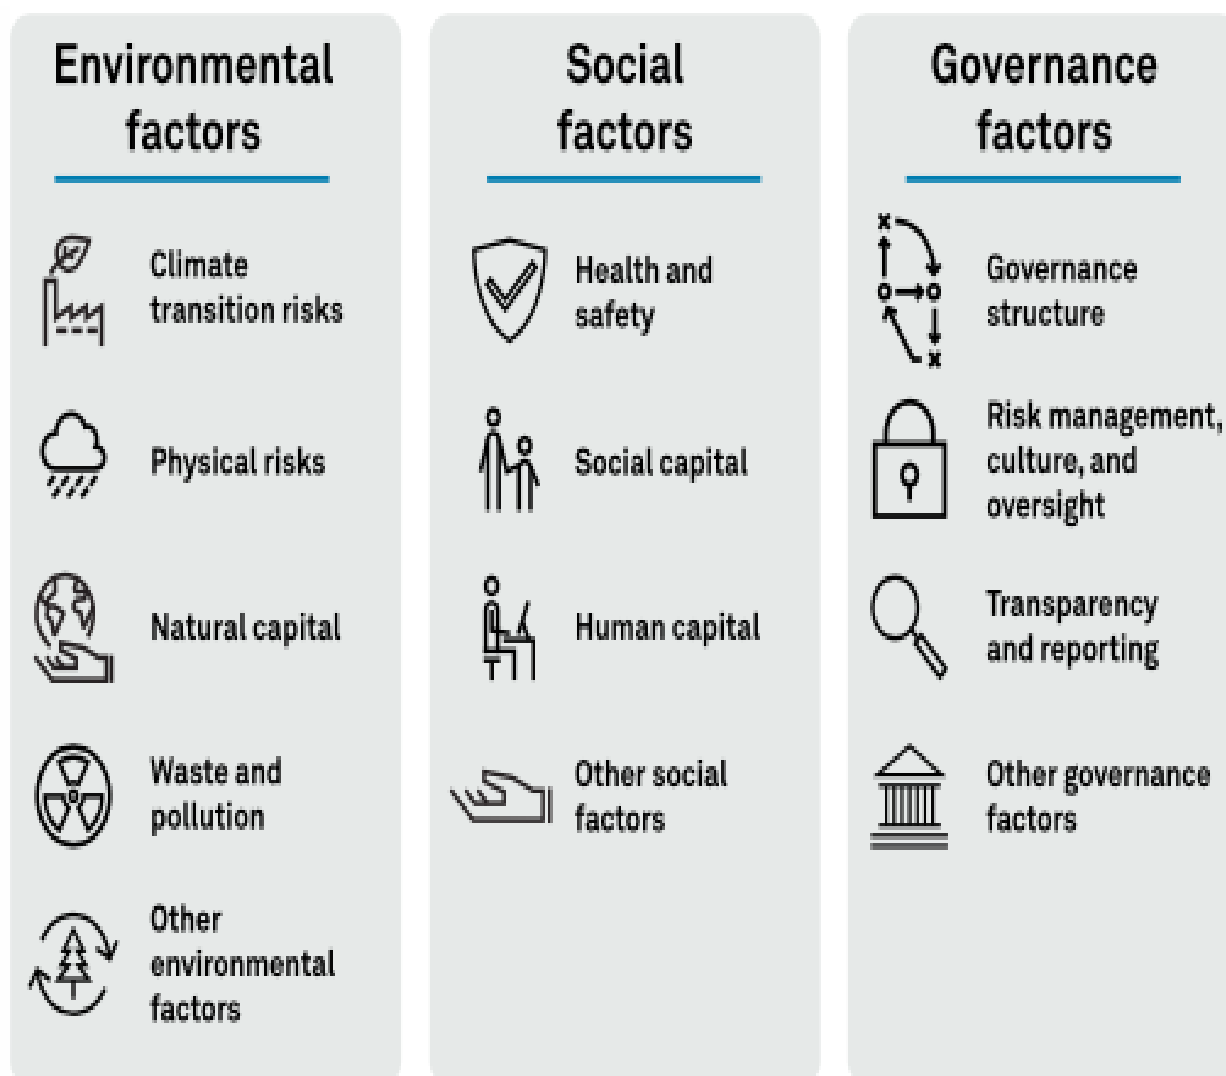 Environmental
factors
Climate
transition risks
Physical risks
Natural capital
Waste and
pollution
Other
environmental
factors
Social
factors
Health and
safety
Social capital
Human capital
Other social
factors
Governance
factors
Governance
structure
Risk management,
culture, and
oversight
Transparency
and reporting
Other governance
factors